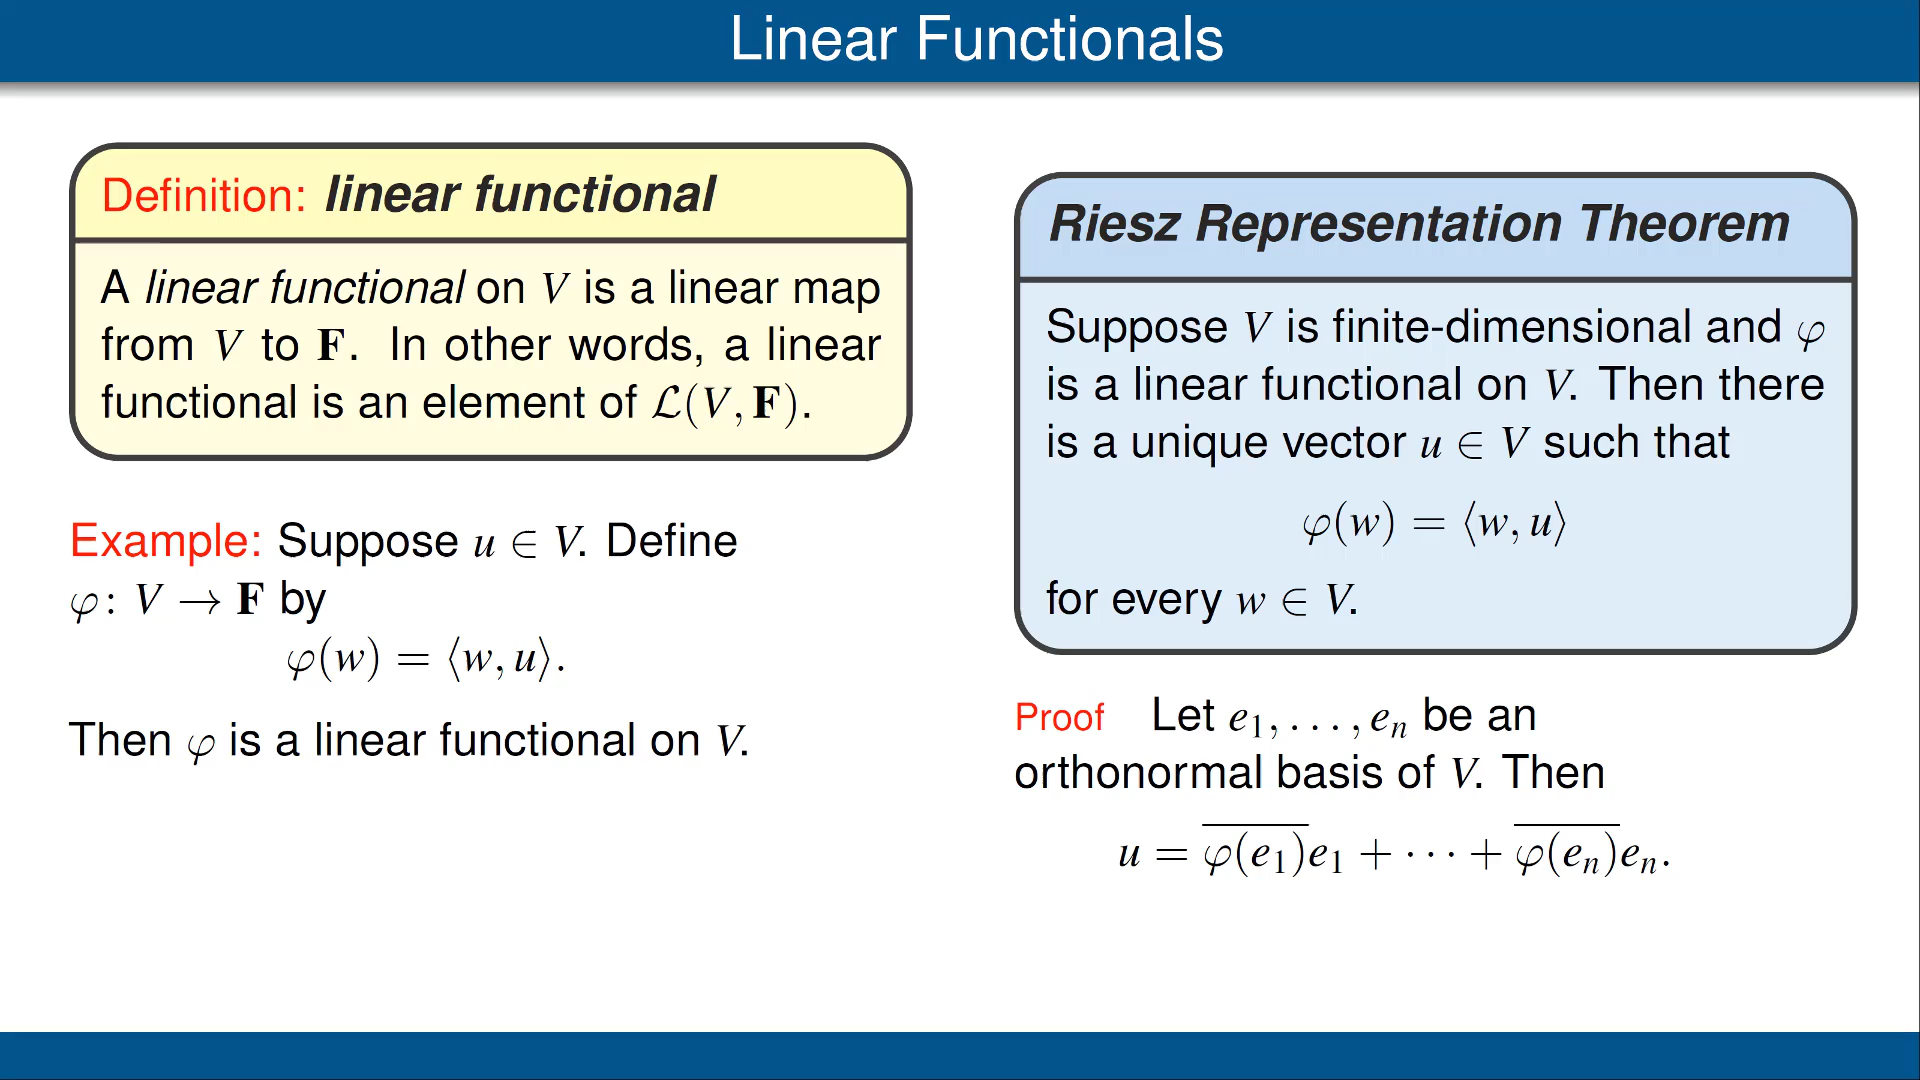 Linear Functionals
Definition: linear functional
A linear functional on V is a linear map
from V to F. In other words, a linear
functional is an element of ℒ(V, F).
Example: Suppose u ∈ V. Define
φ: V → F by
φ(w) = ⟨w, u⟩.
Then φ is a linear functional on V.
Riesz Representation Theorem
Suppose V is finite-dimensional and φ
is a linear functional on V. Then there
is a unique vector u ∈ V such that
φ(w) = ⟨w, u⟩
for every w ∈ V.
Proof Let e₁, . . . , eₙ be an
orthonormal basis of V. Then
u = \overline{φ(e₁)}e₁ + · · · + \overline{φ(eₙ)}eₙ.